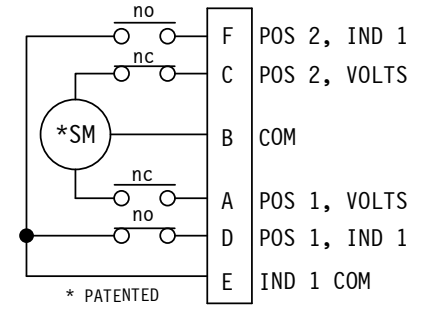 no
F POS 2, IND 1
nc
C POS 2, VOLTS
*SM B COM
nc
A POS 1, VOLTS
no
D POS 1, IND 1
E IND 1 COM
* PATENTED